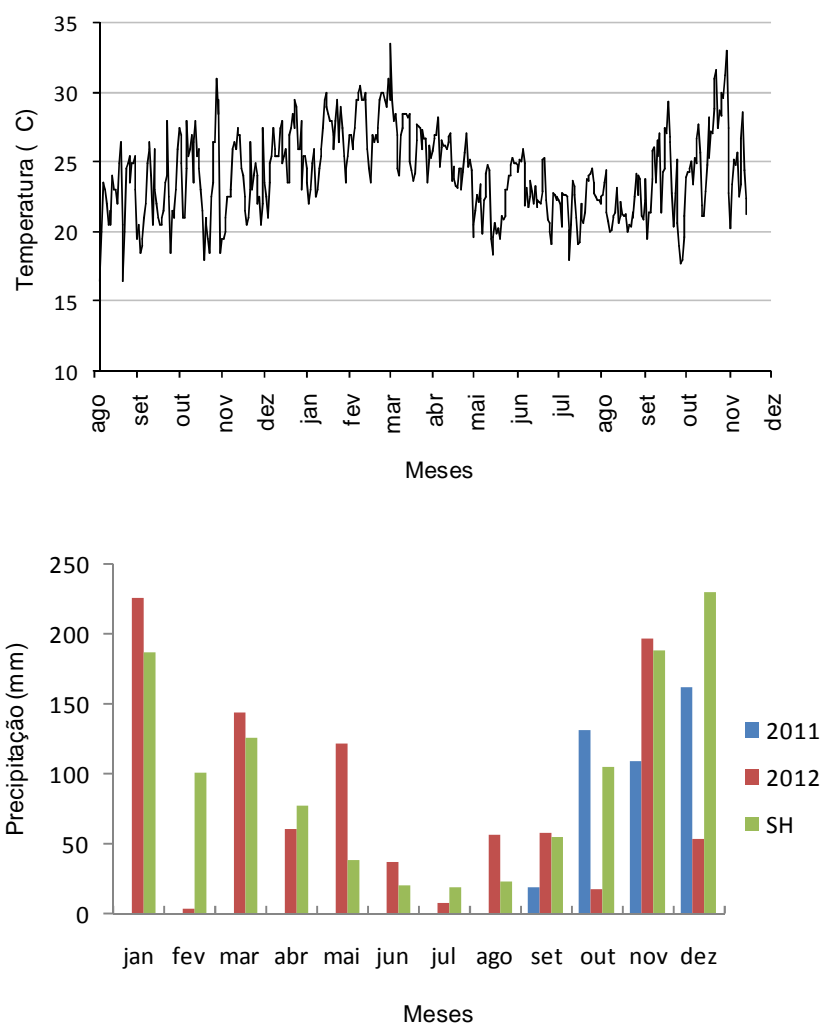 35
30
25
20
15
10
Temperatura ( C)
ago set out nov dez jan fev mar abr mai jun jul ago set out nov dez
Meses
250
200
150
100
50
0
Precipitação (mm)
2011
2012
SH
jan fev mar abr mai jun jul ago set out nov dez
Meses